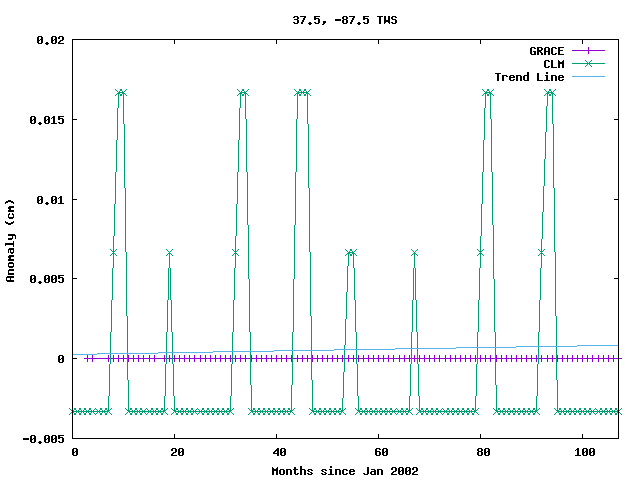 37.5, -87.5 TWS
GRACE
CLM
Trend Line
0.02
0.015
0.01
0.005
0
-0.005
Anomaly (cm)
0 20 40 60 80 100
Months since Jan 2002